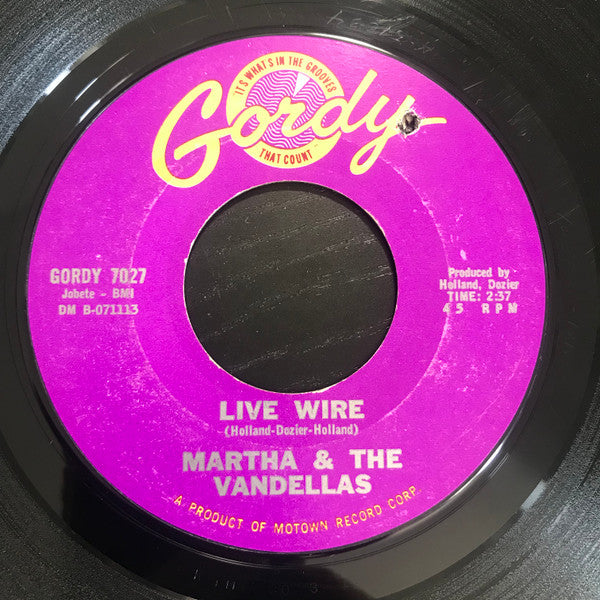 IT'S WHAT'S IN THE GROOVES
THAT COUNT
Gordy
GORDY 7027
Jobete - BMI
DM B-071113
Produced by
Holland, Dozier
TIME: 2:37
45 RPM
LIVE WIRE
(Holland-Dozier-Holland)
MARTHA & THE
VANDELLAS
A PRODUCT OF MOTOWN RECORD CORP.